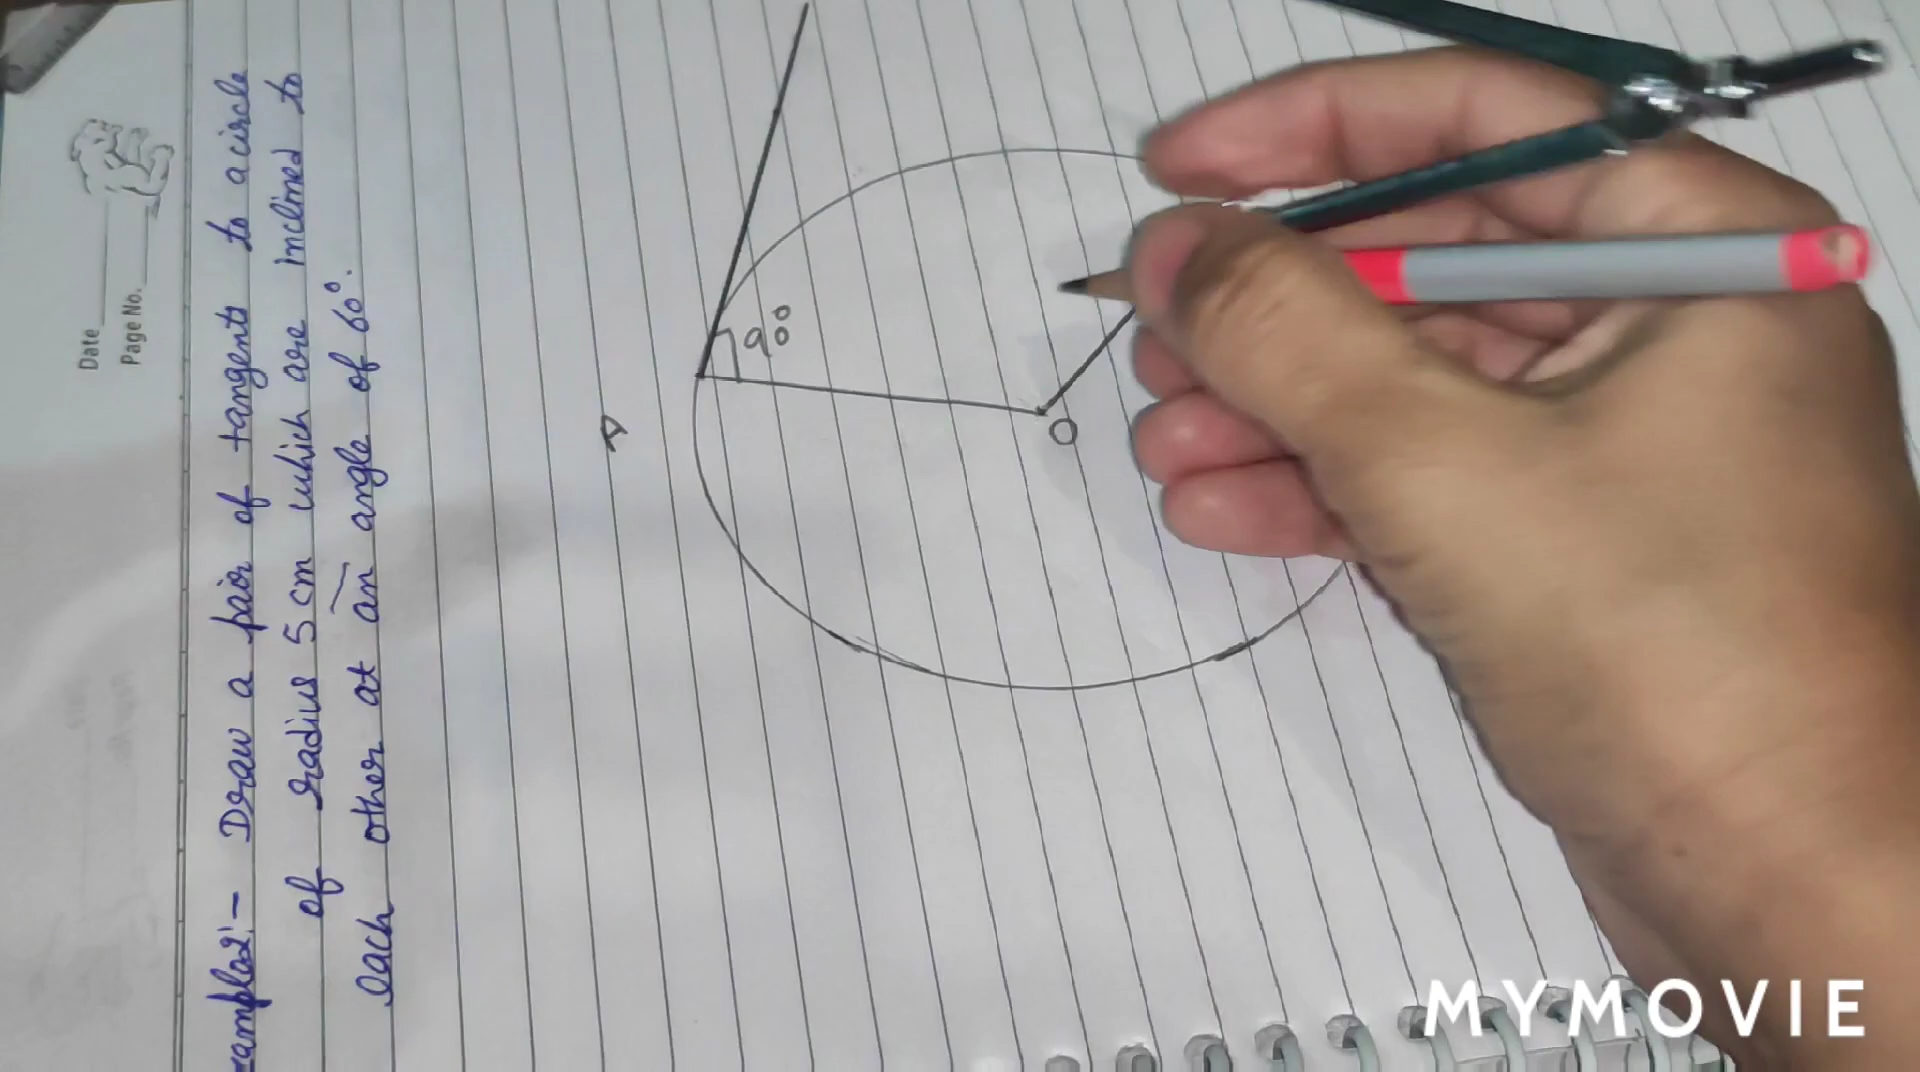 Date
Page No.
Example2:- Draw a pair of tangents to a circle
of radius 5 cm which are inclined to
each other at an angle of 60°.
90°
A
O
MYMOVIE